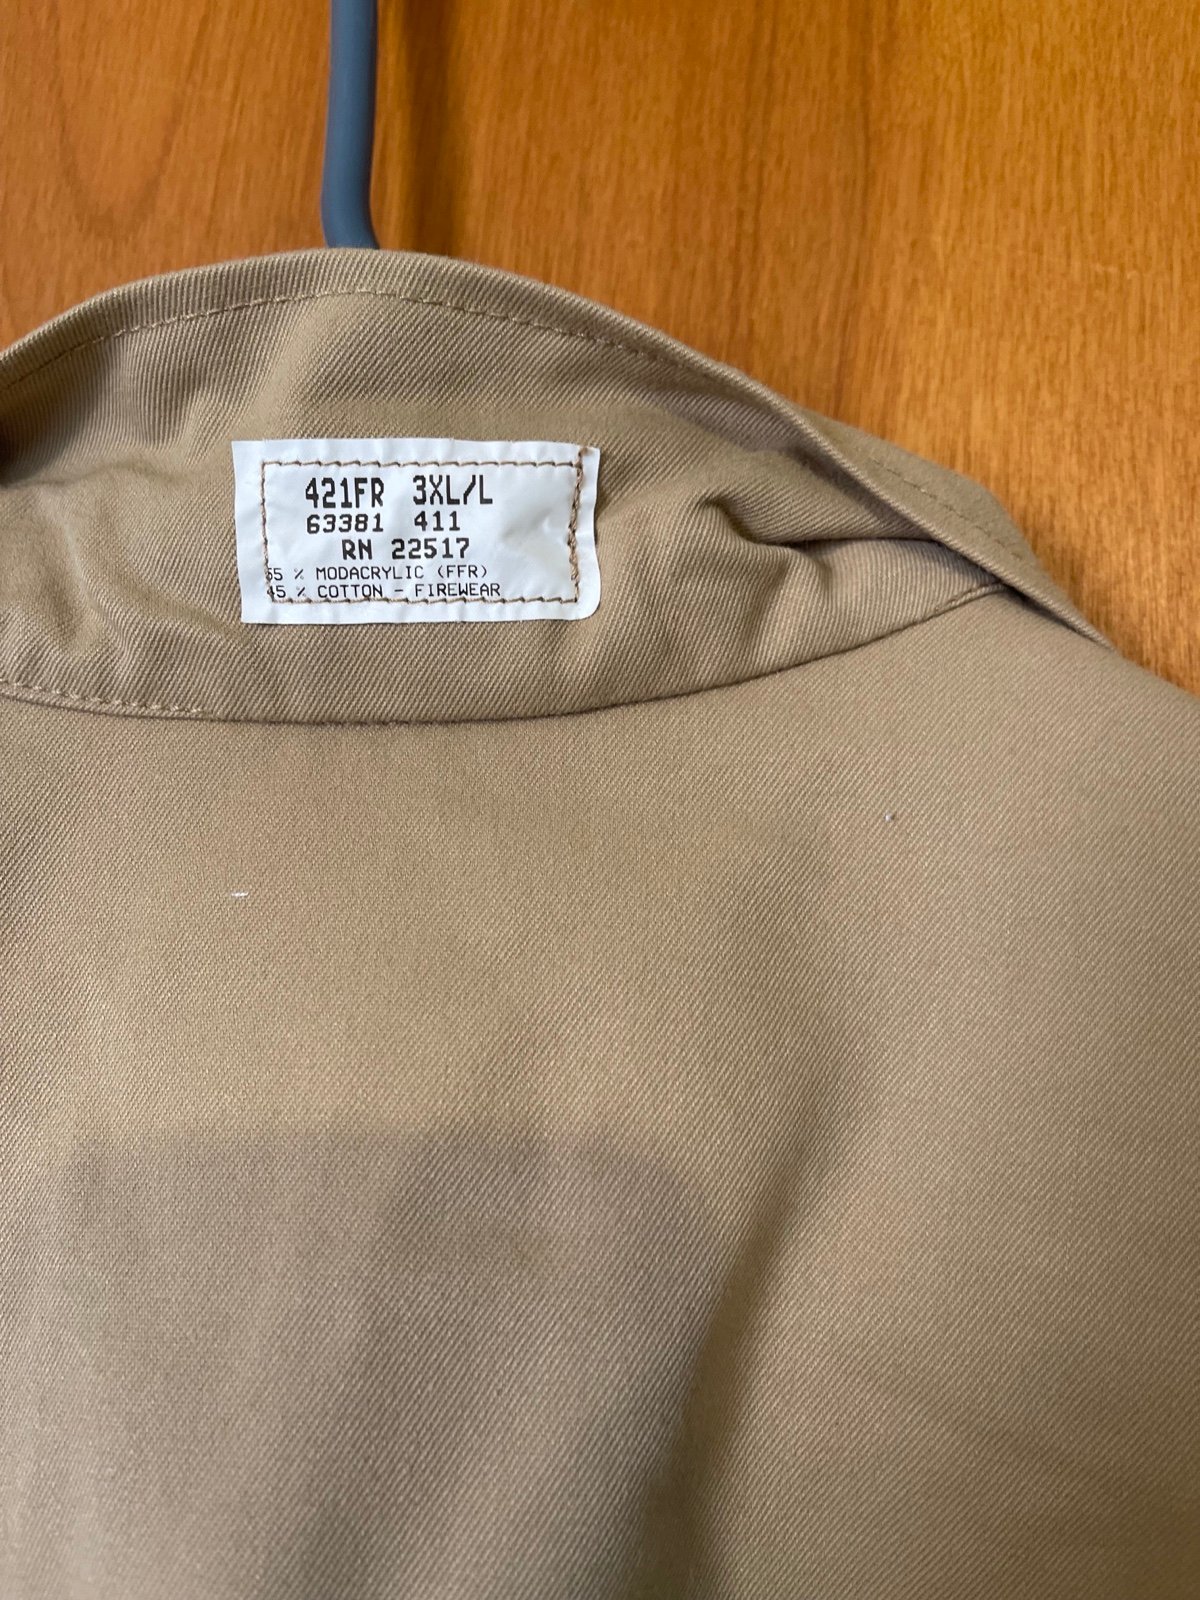 421FR 3XL/L
63381 411
RN 22517
55 % MODACRYLIC (FFR)
45 % COTTON - FIREWEAR